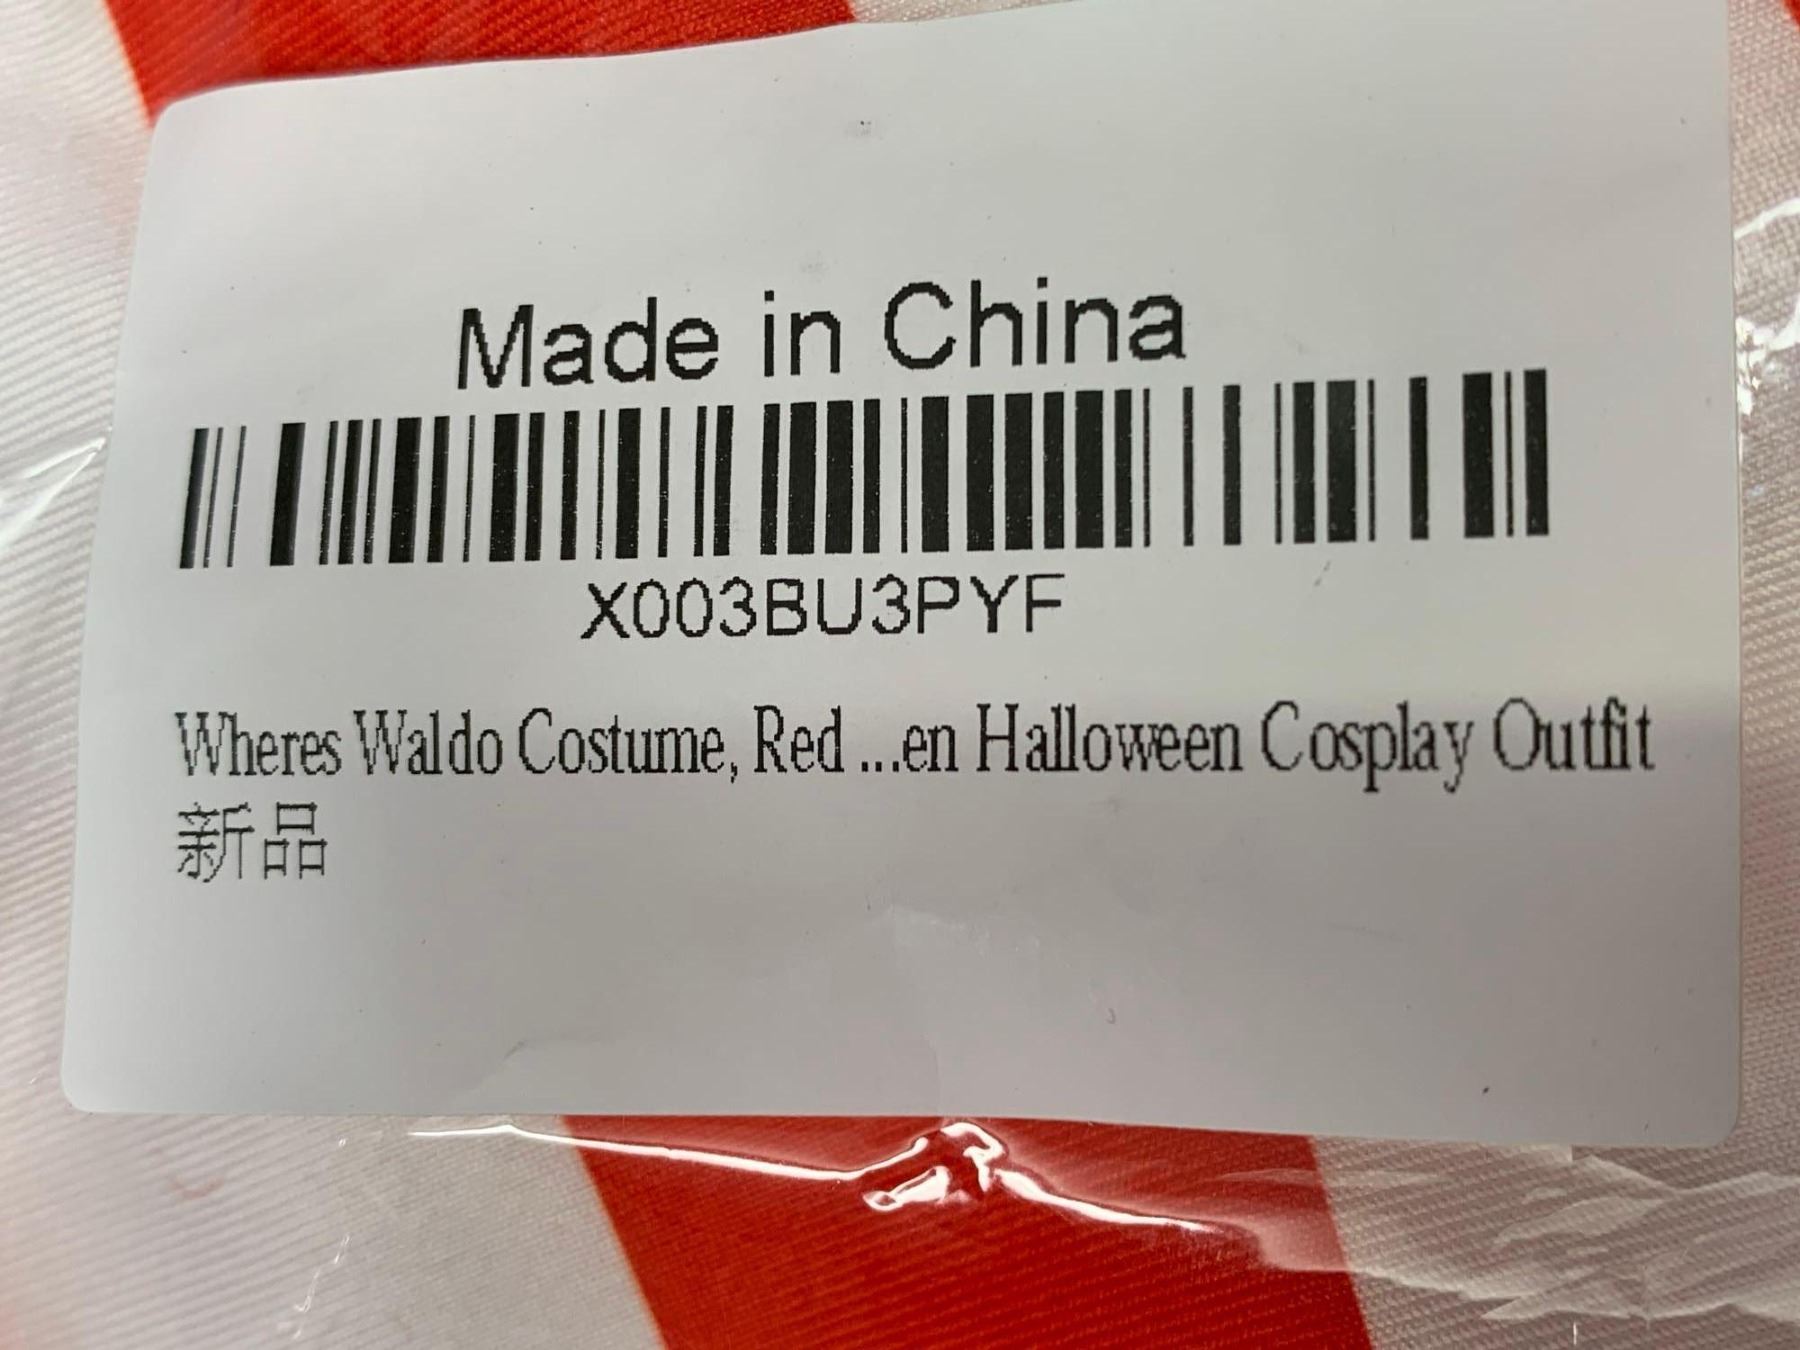 Made in China
X003BU3PYF
Wheres Waldo Costume, Red ...en Halloween Cosplay Outfit
新品